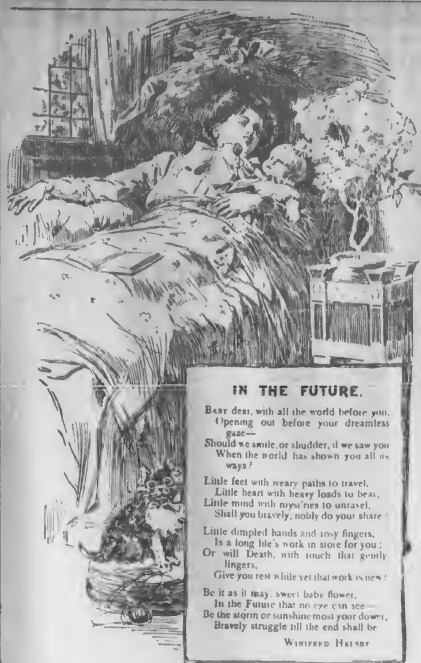 IN THE FUTURE.
BABY dear, with all the world before you,
Opening out before your dreamless
gaze—
Should we smile, or shudder, if we saw you
When the world has shown you all its
ways?
Little feet with weary paths to travel,
Little heart with heavy loads to bear,
Little mind with myst'ries to unravel,
Shall you bravely, nobly do your share?
Little dimpled hands and rosy fingers,
Is a long life's work in store for you;
Or will Death, with touch that gently
lingers,
Give you rest while yet that work is new?
Be it as it may, sweet baby flower,
In the Future that no eye can see—
Be the storm or sunshine most your dower,
Bravely struggle till the end shall be
WINIFRED